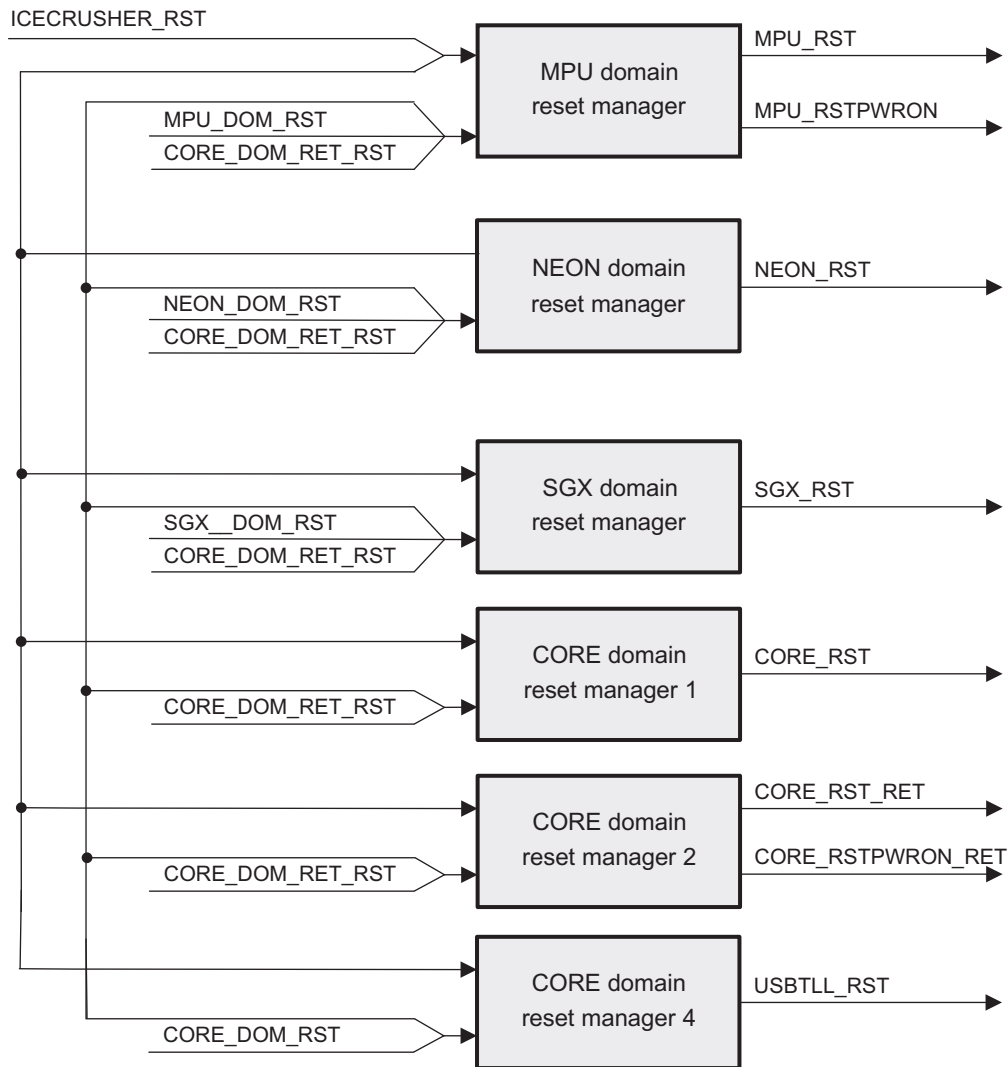 ICECRUSHER_RST
MPU domain
reset manager
MPU_RST
MPU_RSTPWRON
MPU_DOM_RST
CORE_DOM_RET_RST
NEON domain
reset manager
NEON_RST
NEON_DOM_RST
CORE_DOM_RET_RST
SGX domain
reset manager
SGX_RST
SGX__DOM_RST
CORE_DOM_RET_RST
CORE domain
reset manager 1
CORE_RST
CORE_DOM_RET_RST
CORE domain
reset manager 2
CORE_RST_RET
CORE_RSTPWRON_RET
CORE_DOM_RET_RST
CORE domain
reset manager 4
USBTLL_RST
CORE_DOM_RST